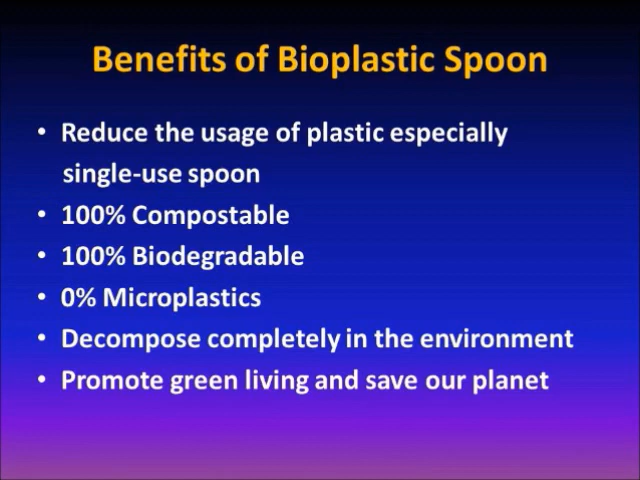 Benefits of Bioplastic Spoon
• Reduce the usage of plastic especially
single-use spoon
• 100% Compostable
• 100% Biodegradable
• 0% Microplastics
• Decompose completely in the environment
• Promote green living and save our planet